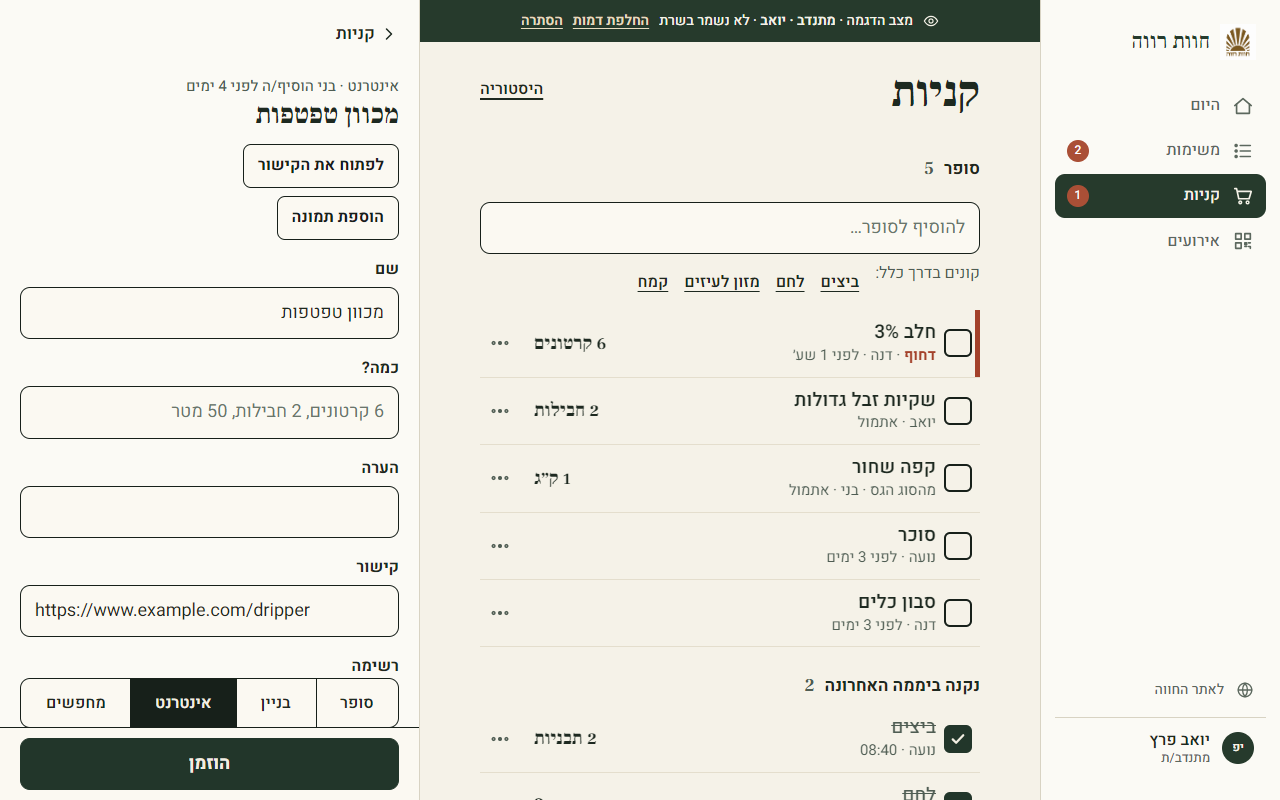 חוות רווה
היום
משימות 2
קניות 1
אירועים
לאתר החווה
יפ
יואב פרץ
מתנדב/ת
מצב הדגמה · מתנדב · יואב · לא נשמר בשרת החלפת דמות הסתרה
קניות
היסטוריה
סופר 5
להוסיף לסופר...
קונים בדרך כלל: ביצים לחם מזון לעיזים קמח
חלב 3%
דחוף · דנה · לפני 1 שע׳
6 קרטונים
שקיות זבל גדולות
יואב · אתמול
2 חבילות
קפה שחור
מהסוג הגס · בני · אתמול
1 ק״ג
סוכר
נועה · לפני 3 ימים
סבון כלים
דנה · לפני 3 ימים
נקנה ביממה האחרונה 2
ביצים
נועה · 08:40
2 תבניות
לחם
קניות
אינטרנט · בני הוסיף/ה לפני 4 ימים
מכוון טפטפות
לפתוח את הקישור
הוספת תמונה
שם
מכוון טפטפות
כמה?
6 קרטונים, 2 חבילות, 50 מטר
הערה
קישור
https://www.example.com/dripper
רשימה
סופר בניין אינטרנט מחפשים
הוזמן